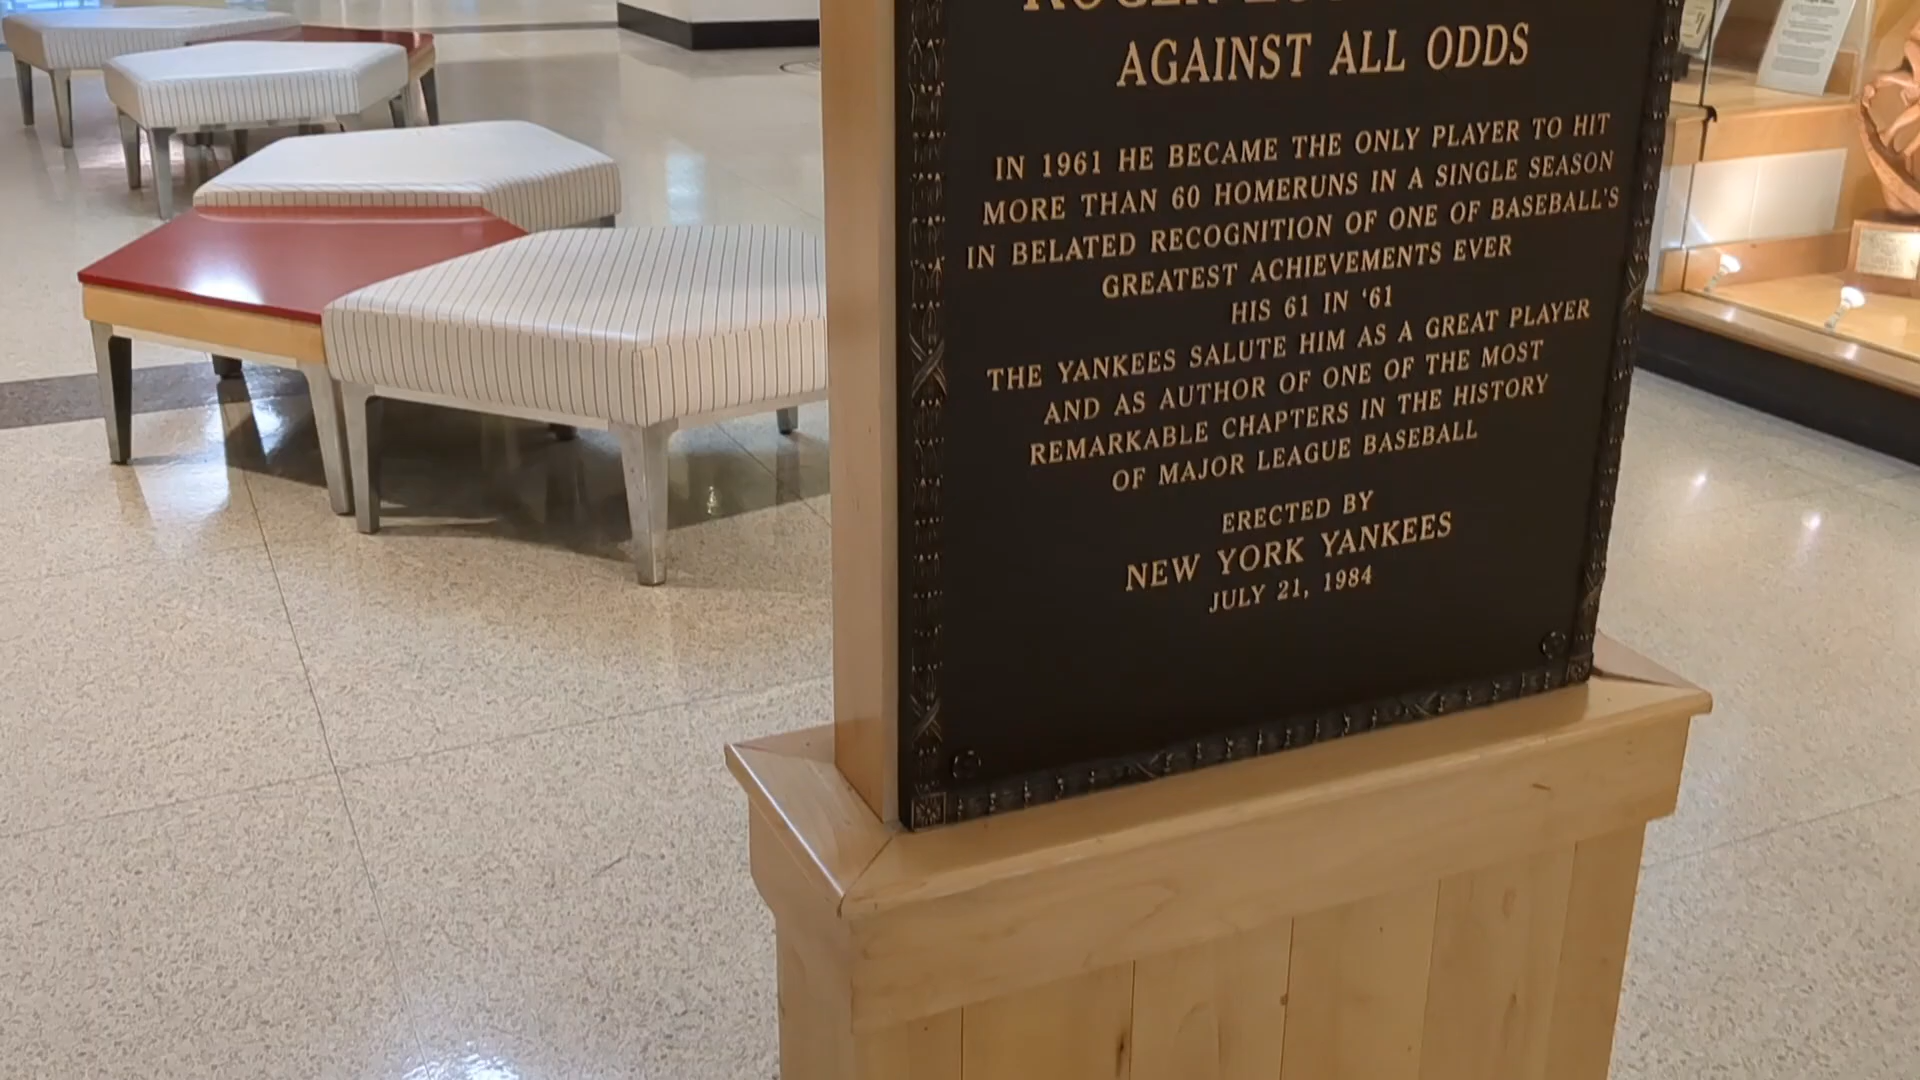 AGAINST ALL ODDS
IN 1961 HE BECAME THE ONLY PLAYER TO HIT
MORE THAN 60 HOMERUNS IN A SINGLE SEASON
IN BELATED RECOGNITION OF ONE OF BASEBALL'S
GREATEST ACHIEVEMENTS EVER
HIS 61 IN '61
THE YANKEES SALUTE HIM AS A GREAT PLAYER
AND AS AUTHOR OF ONE OF THE MOST
REMARKABLE CHAPTERS IN THE HISTORY
OF MAJOR LEAGUE BASEBALL
ERECTED BY
NEW YORK YANKEES
JULY 21, 1984